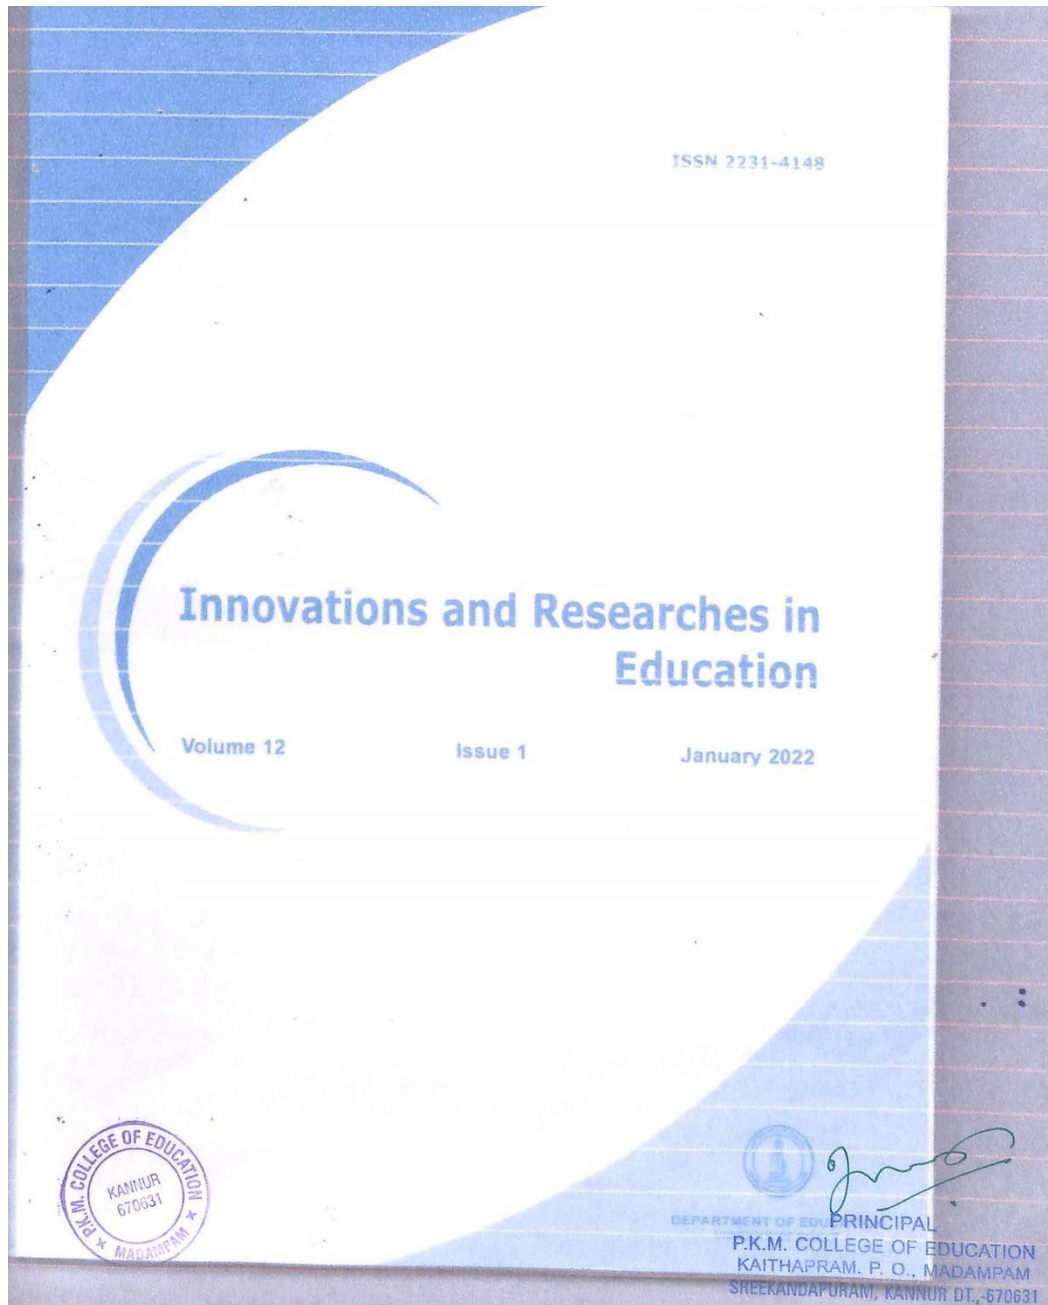 ISSN 2231-4148
Innovations and Researches in
Education
Volume 12 Issue 1 January 2022
P.K.M. COLLEGE OF EDUCATION
KANNUR
670631
MADAMPAM
DEPARTMENT OF EDU
PRINCIPAL
P.K.M. COLLEGE OF EDUCATION
KAITHAPRAM. P. O., MADAMPAM
SREEKANDAPURAM, KANNUR DT.,-670631